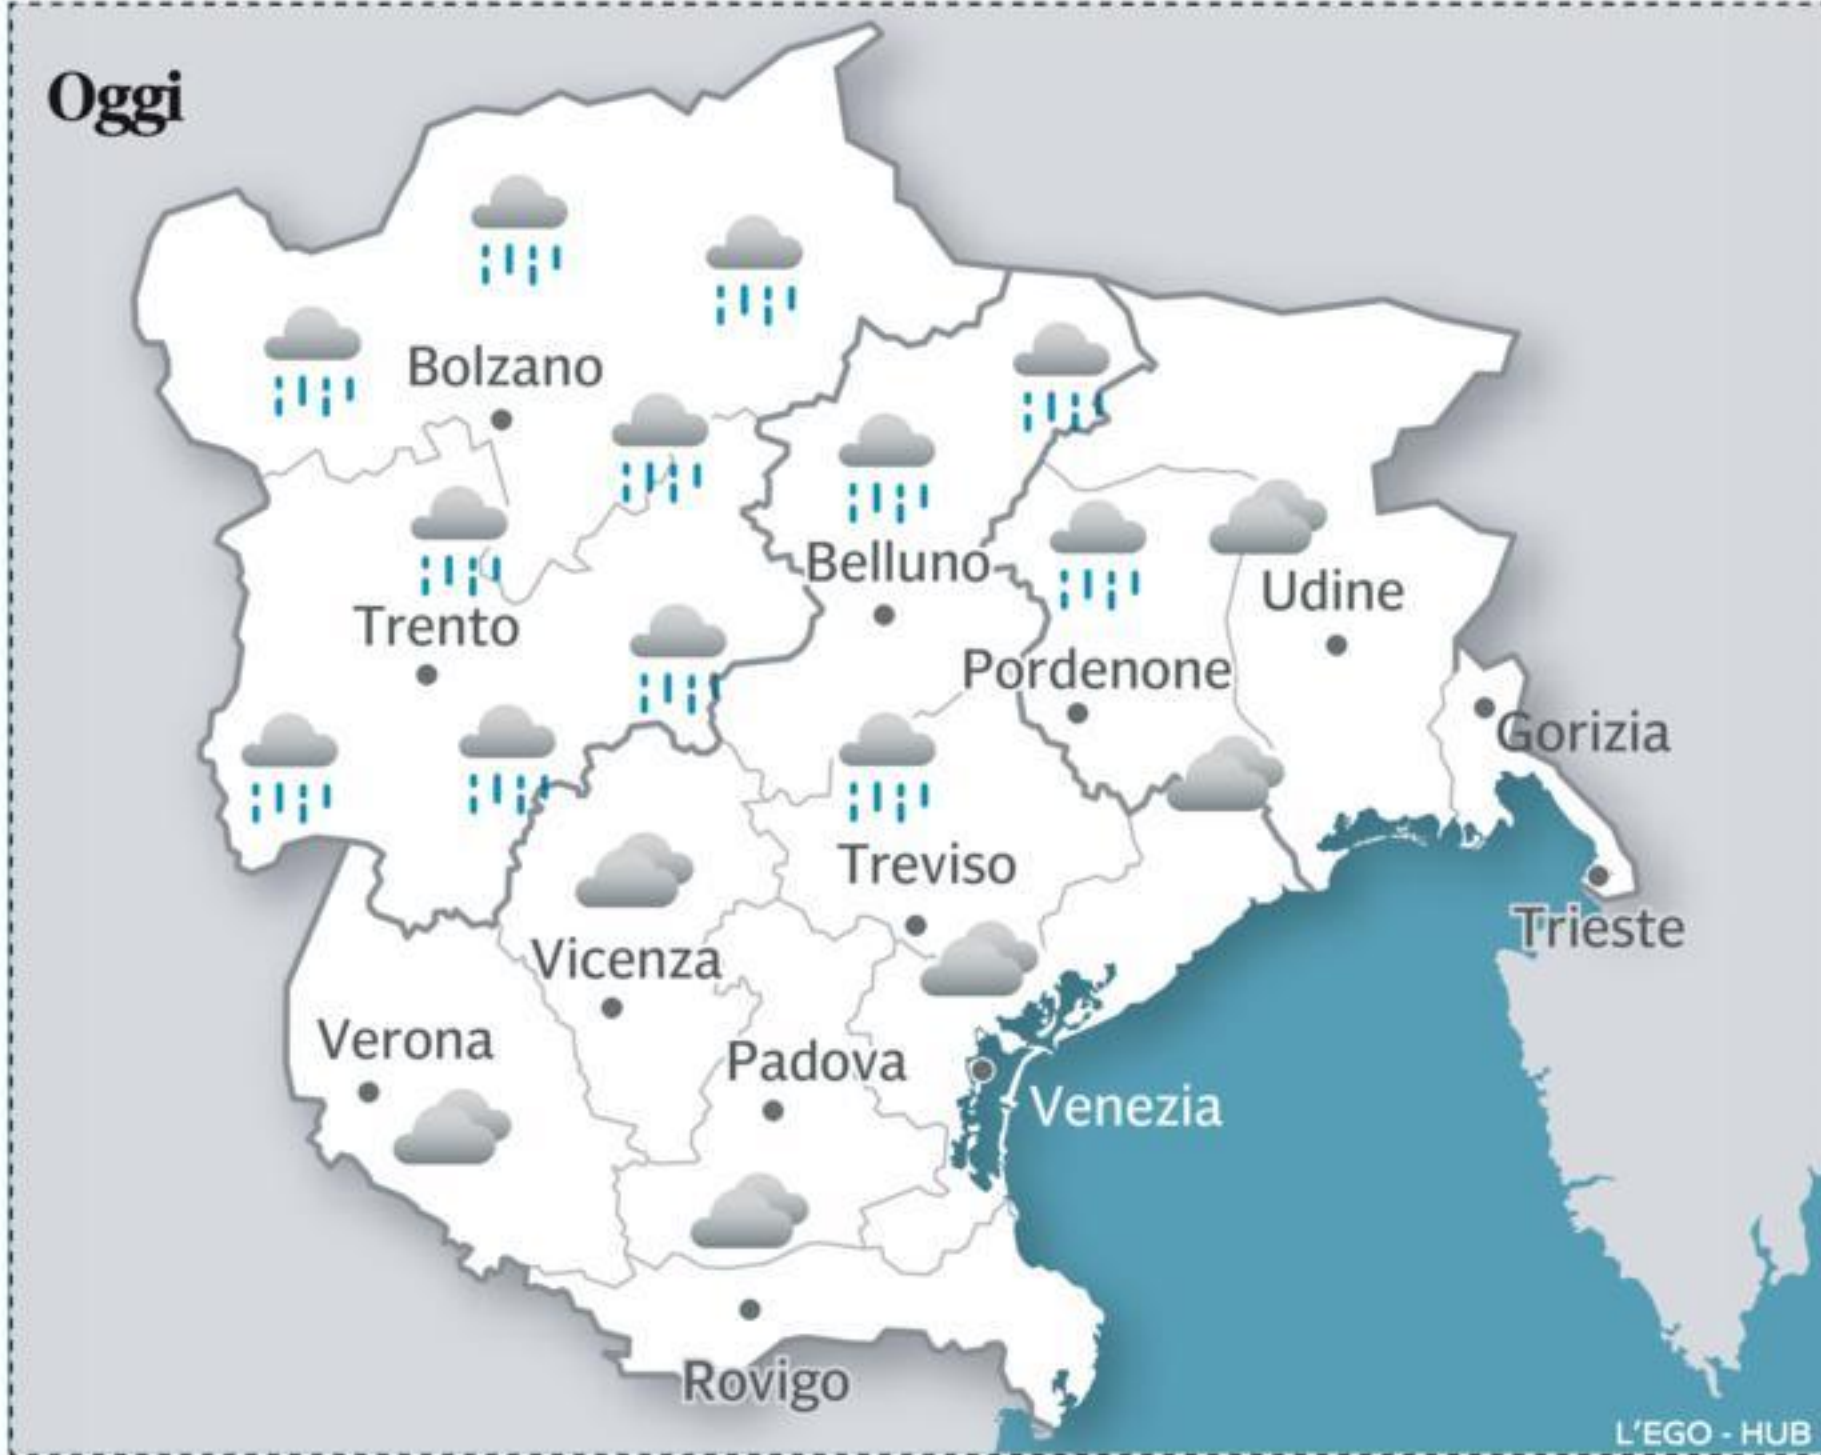 Oggi
Bolzano
Belluno
Udine
Trento
Pordenone
Gorizia
Treviso
Trieste
Vicenza
Verona
Padova
Venezia
Rovigo
L'EGO - HUB